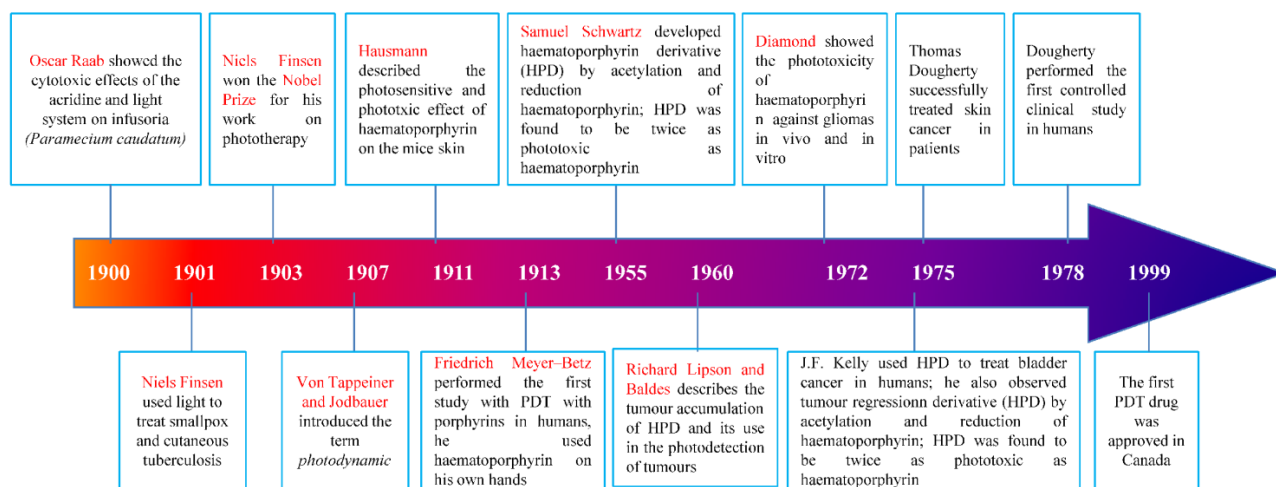 Oscar Raab showed the
cytotoxic effects of the
acridine and light
system on infusoria
(Paramecium caudatum)
Niels Finsen
won the Nobel
Prize for his
work on
phototherapy
Hausmann
described the
photosensitive and
phototxic effect of
haematoporphyrin
on the mice skin
Samuel Schwartz developed
haematoporphyrin derivative
(HPD) by acetylation and
reduction of
haematoporphyrin; HPD was
found to be twice as
phototoxic as
haematoporphyrin
Diamond showed
the phototoxicity
of
haematoporphyri
n against gliomas
in vivo and in
vitro
Thomas
Dougherty
successfully
treated skin
cancer in
patients
Dougherty
performed the
first controlled
clinical study
in humans
1900
1901
1903
1907
1911
1913
1955
1960
1972
1975
1978
1999
Niels Finsen
used light to
treat smallpox
and cutaneous
tuberculosis
Von Tappeiner
and Jodbauer
introduced the
term
photodynamic
Friedrich Meyer–Betz
performed the first
study with PDT with
porphyrins in humans,
he used
haematoporphyrin on
his own hands
Richard Lipson and
Baldes describes the
tumour accumulation
of HPD and its use
in the photodetection
of tumours
J.F. Kelly used HPD to treat bladder
cancer in humans; he also observed
tumour regressionn derivative (HPD) by
acetylation and reduction of
haematoporphyrin; HPD was found to
be twice as phototoxic as
haematoporphyrin
The first
PDT drug
was
approved in
Canada